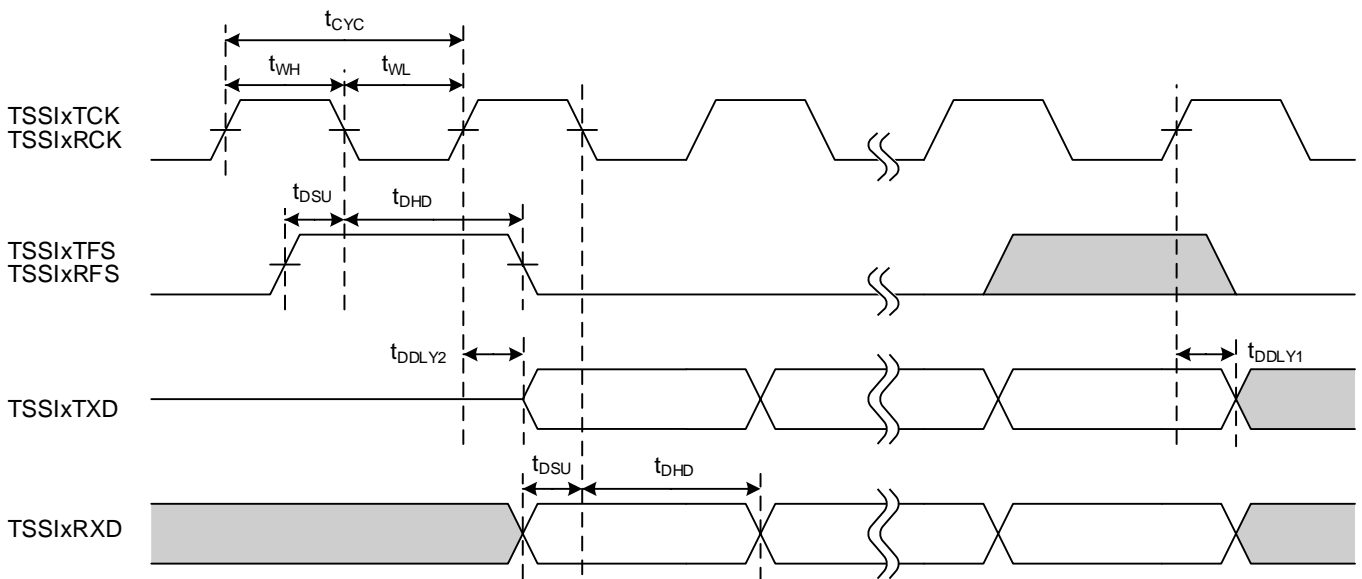 tCYC
tWH
tWL
TSSIxTCK
TSSIxRCK
tDSU
tDHD
TSSIxTFS
TSSIxRFS
tDDLY2
tDDLY1
TSSIxTXD
tDSU
tDHD
TSSIxRXD